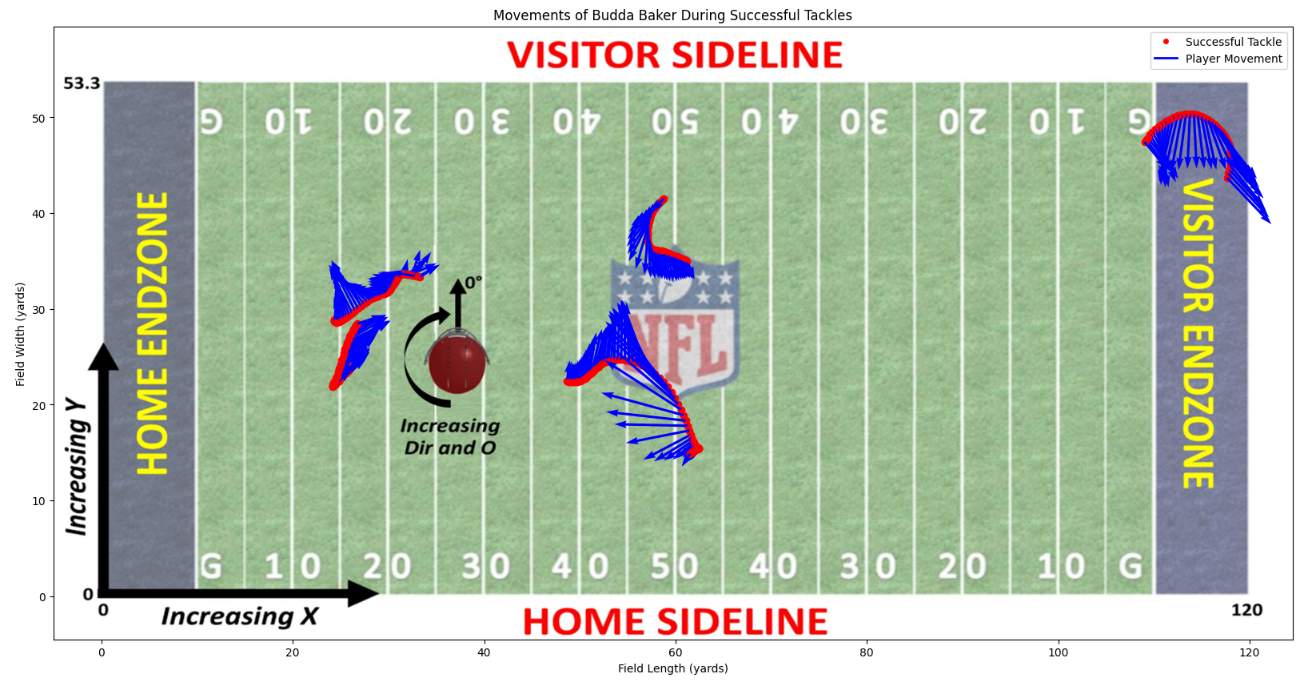 Movements of Budda Baker During Successful Tackles
VISITOR SIDELINE
Successful Tackle
Player Movement
53.3
G 10 20 30 40 50 40 30 20 10 G
HOME ENDZONE
VISITOR ENDZONE
NFL
0°
Increasing
Dir and O
Increasing Y
G 10 20 30 40 50 40 30 20 10 G
0
0
Increasing X
120
HOME SIDELINE
Field Width (yards)
50
40
30
20
10
0
0 20 40 60 80 100 120
Field Length (yards)